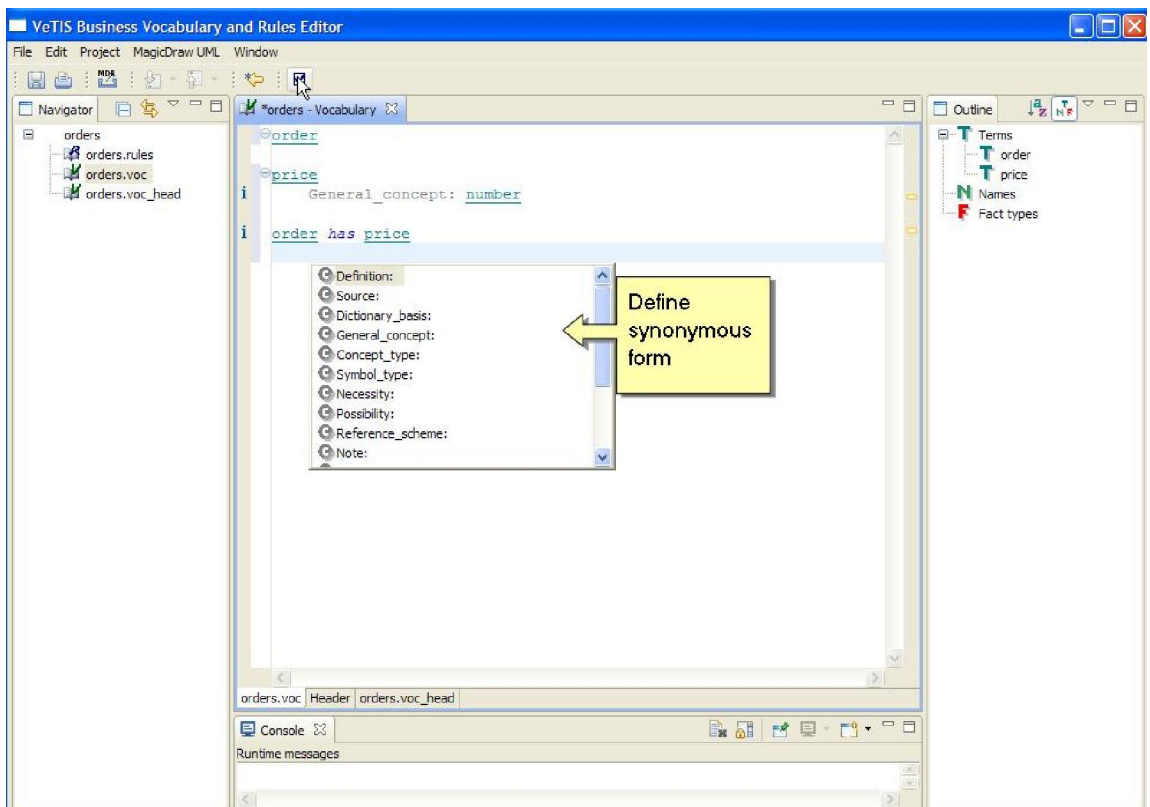 VeTIS Business Vocabulary and Rules Editor
File Edit Project MagicDraw UML Window
Navigator
orders
orders.rules
orders.voc
orders.voc_head
*orders - Vocabulary
order
price
General_concept: number
order has price
Definition:
Source:
Dictionary_basis:
General_concept:
Concept_type:
Symbol_type:
Necessity:
Possibility:
Reference_scheme:
Note:
Define
synonymous
form
orders.voc Header orders.voc_head
Console
Runtime messages
Outline
Terms
order
price
Names
Fact types